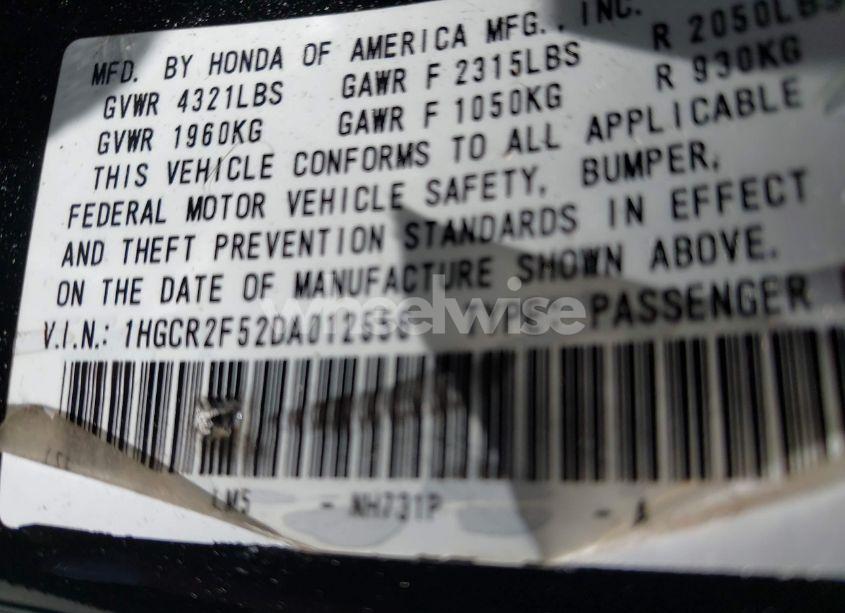 MFD. BY HONDA OF AMERICA MFG., INC.
GVWR 4321LBS GAWR F 2315LBS R 2050LBS
GVWR 1960KG GAWR F 1050KG R 930KG
THIS VEHICLE CONFORMS TO ALL APPLICABLE
FEDERAL MOTOR VEHICLE SAFETY, BUMPER,
AND THEFT PREVENTION STANDARDS IN EFFECT
ON THE DATE OF MANUFACTURE SHOWN ABOVE.
wheelwise
V.I.N.: TYPE: PASSENGER
LM5 - NH731P - A